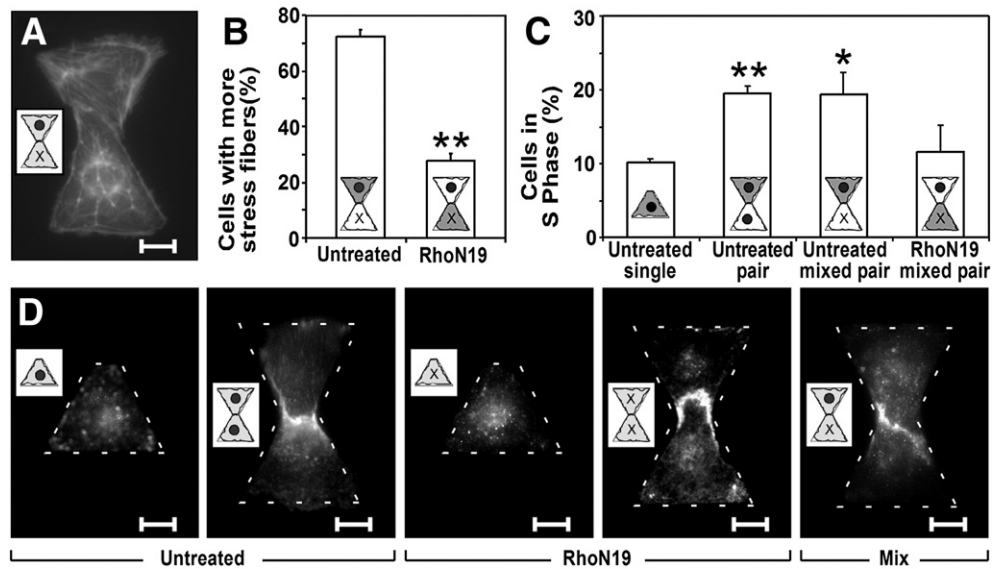 A
B
C
Cells with more
stress fibers(%)
80
60
40
20
0
**
X
X
X
Untreated
RhoN19
Cells in
S Phase (%)
30
20
10
0
**
*
X
X
Untreated
single
Untreated
pair
Untreated
mixed pair
RhoN19
mixed pair
D
X
X
X
X
Untreated
RhoN19
Mix